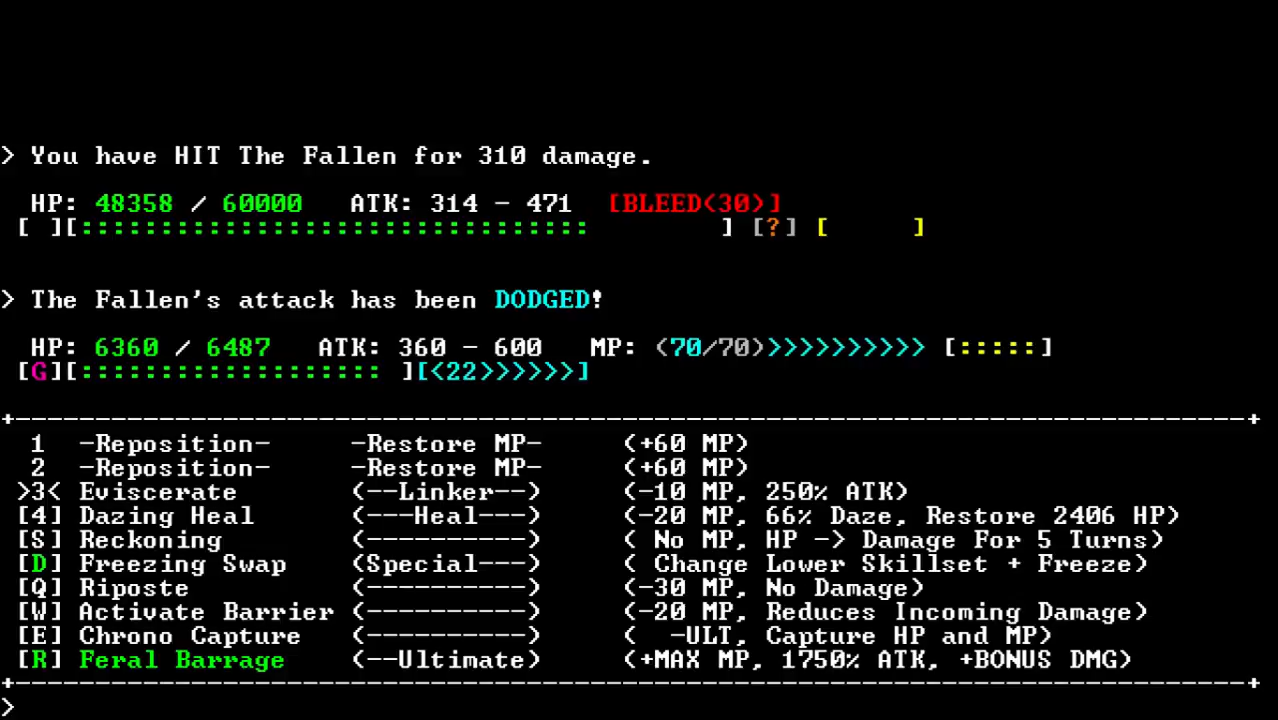 > You have HIT The Fallen for 310 damage.
HP: 48358 / 60000   ATK: 314 - 471   [BLEED(30)]
[ ][::::::::::::::::::::::::::::::::        ] [?] [     ]
> The Fallen's attack has been DODGED!
HP: 6360 / 6487   ATK: 360 - 600   MP: (70/70)>>>>>>>>>> [:::::]
[G][::::::::::::::::::: ][<22>>>>>>]
+------------------------------------------------------------------------------+
1  -Reposition-     -Restore MP-     (+60 MP)
2  -Reposition-     -Restore MP-     (+60 MP)
>3< Eviscerate       (--Linker---)     (-10 MP, 250% ATK)
[4] Dazing Heal      (---Heal----)     (-20 MP, 66% Daze, Restore 2406 HP)
[S] Reckoning        (-----------)     ( No MP, HP -> Damage For 5 Turns)
[D] Freezing Swap    (Special----)     ( Change Lower Skillset + Freeze)
[Q] Riposte          (-----------)     (-30 MP, No Damage)
[W] Activate Barrier (-----------)     (-20 MP, Reduces Incoming Damage)
[E] Chrono Capture   (-----------)     (  -ULT, Capture HP and MP)
[R] Feral Barrage    (--Ultimate-)     (+MAX MP, 1750% ATK, +BONUS DMG)
+------------------------------------------------------------------------------+
>